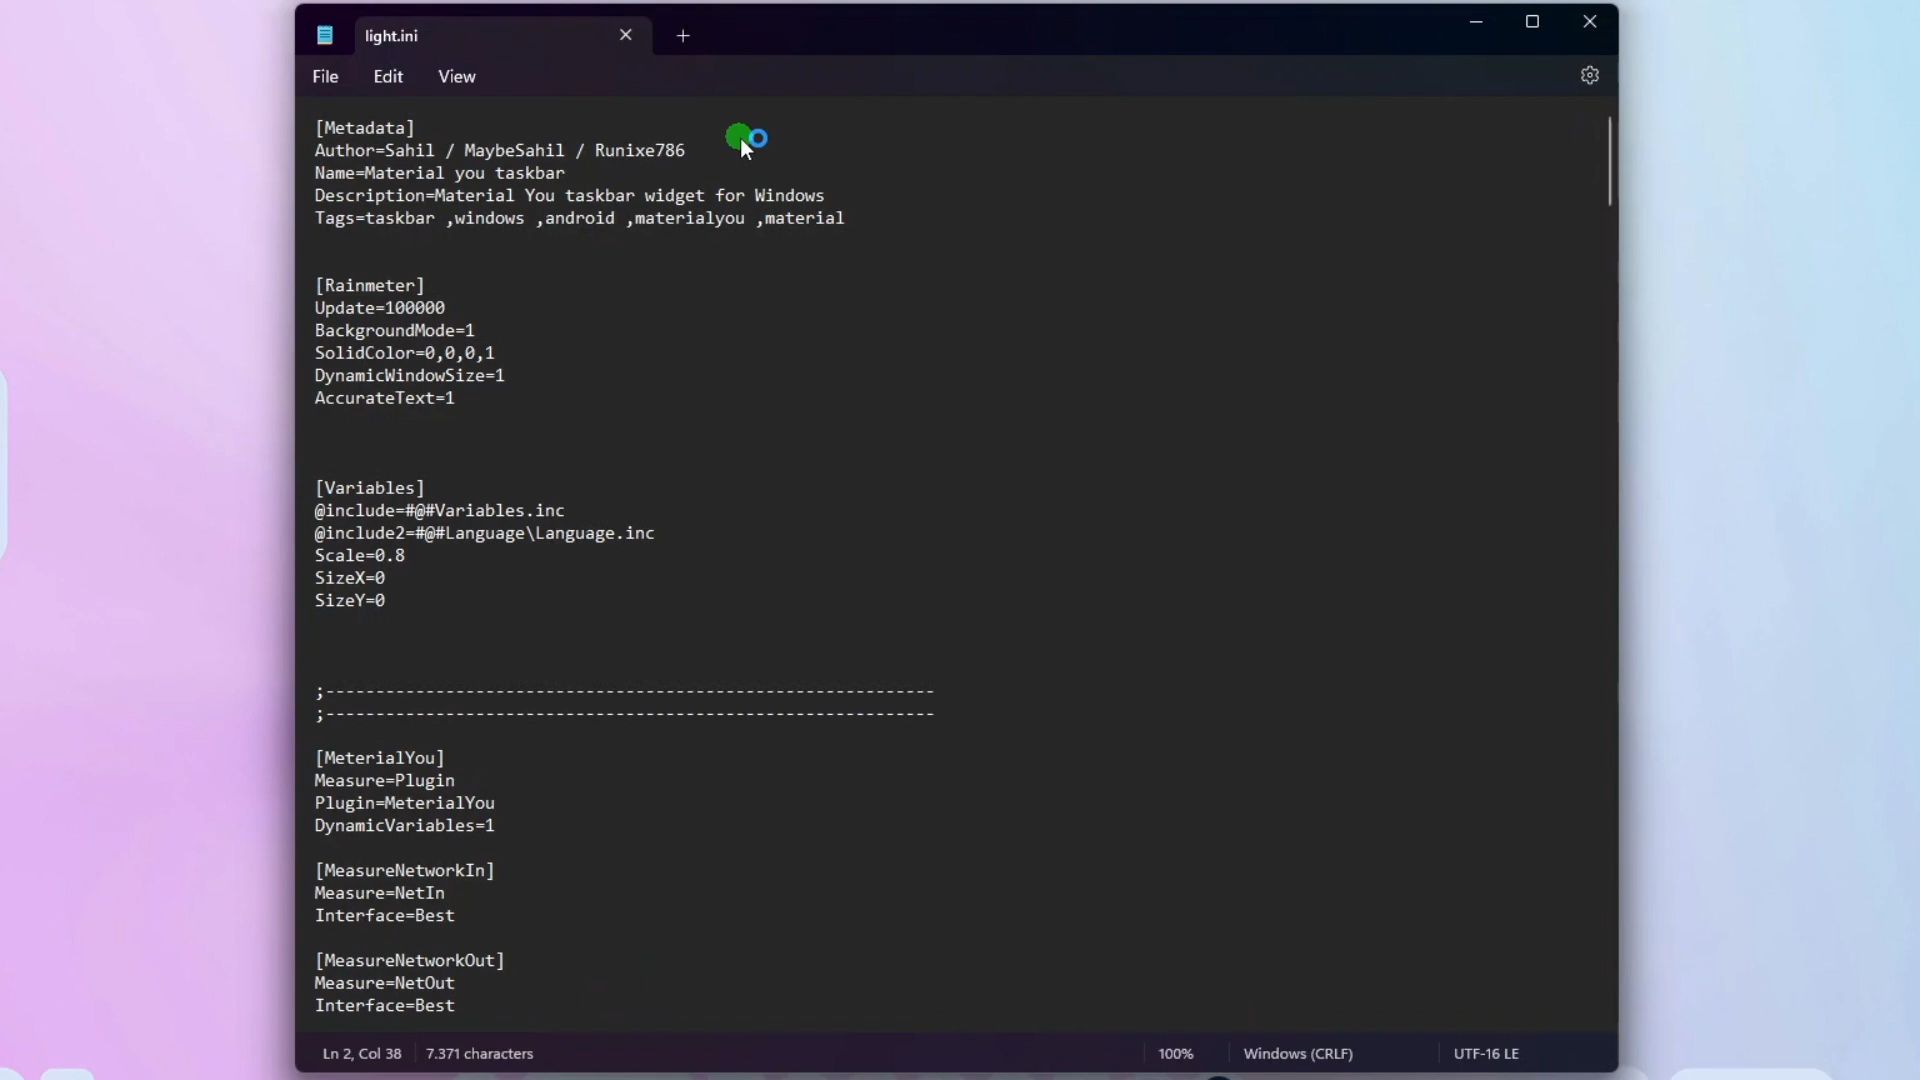 light.ini
File Edit View
[Metadata]
Author=Sahil / MaybeSahil / Runixe786
Name=Material you taskbar
Description=Material You taskbar widget for Windows
Tags=taskbar ,windows ,android ,materialyou ,material
[Rainmeter]
Update=100000
BackgroundMode=1
SolidColor=0,0,0,1
DynamicWindowSize=1
AccurateText=1
[Variables]
@include=#@#Variables.inc
@include2=#@#Language\Language.inc
Scale=0.8
SizeX=0
SizeY=0
;-------------------------------------------------------------
;-------------------------------------------------------------
[MeterialYou]
Measure=Plugin
Plugin=MeterialYou
DynamicVariables=1
[MeasureNetworkIn]
Measure=NetIn
Interface=Best
[MeasureNetworkOut]
Measure=NetOut
Interface=Best
Ln 2, Col 38 7.371 characters 100% Windows (CRLF) UTF-16 LE